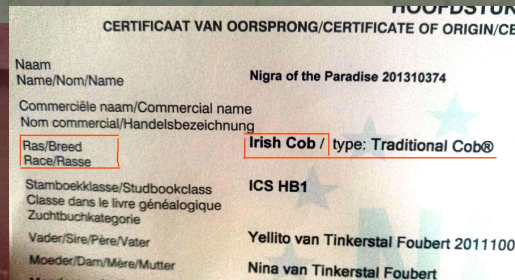 HOOFDSTUK
CERTIFICAAT VAN OORSPRONG/CERTIFICATE OF ORIGIN/CE
Naam
Name/Nom/Name
Nigra of the Paradise 201310374
Commerciële naam/Commercial name
Nom commercial/Handelsbezeichnung
Ras/Breed
Race/Rasse
Irish Cob / type: Traditional Cob®
Stamboekklasse/Studbookclass
Classe dans le livre généalogique
Zuchtbuchkategorie
ICS HB1
Vader/Sire/Père/Vater
Yellito van Tinkerstal Foubert 2011100
Moeder/Dam/Mère/Mutter
Nina van Tinkerstal Foubert